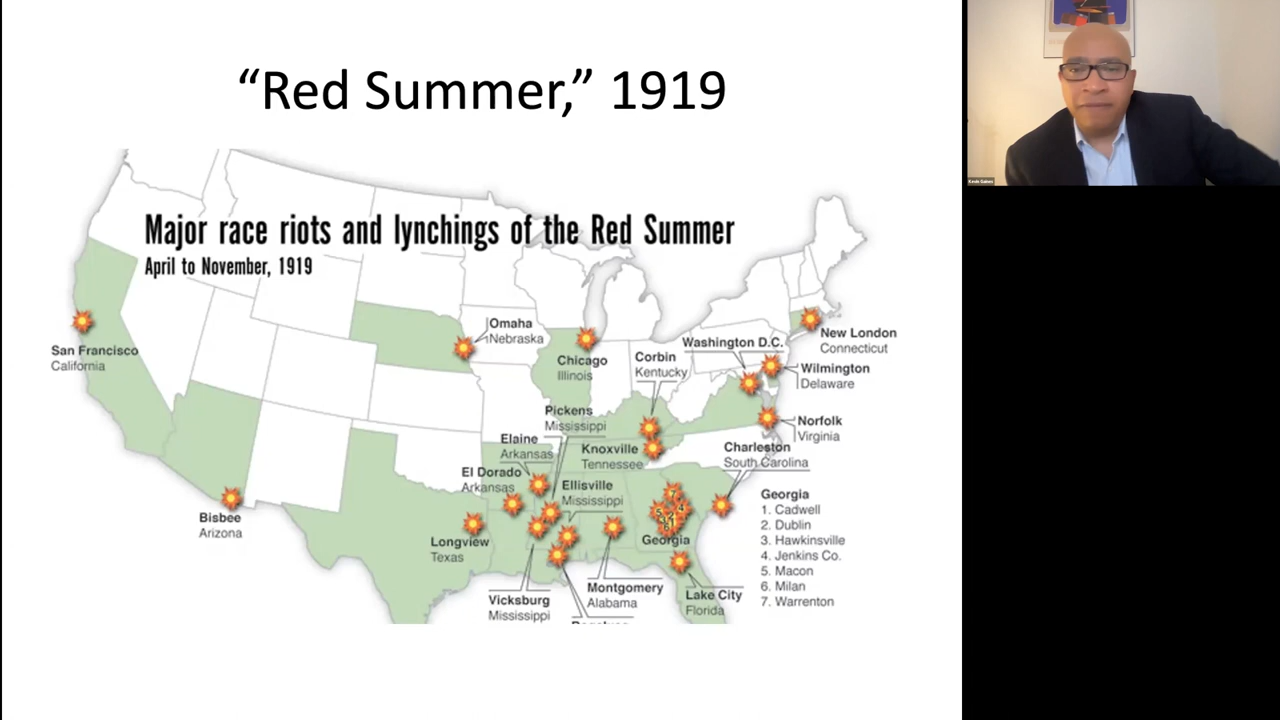 “Red Summer,” 1919
Major race riots and lynchings of the Red Summer
April to November, 1919
San Francisco
California
Omaha
Nebraska
Chicago
Illinois
Corbin
Kentucky
Washington D.C.
New London
Connecticut
Wilmington
Delaware
Norfolk
Virginia
Pickens
Mississippi
Elaine
Arkansas
Knoxville
Tennessee
Charleston
South Carolina
El Dorado
Arkansas
Ellisville
Mississippi
Bisbee
Arizona
Longview
Texas
Georgia
Vicksburg
Mississippi
Montgomery
Alabama
Lake City
Florida
Georgia
1. Cadwell
2. Dublin
3. Hawkinsville
4. Jenkins Co.
5. Macon
6. Milan
7. Warrenton
Kevin Gaines